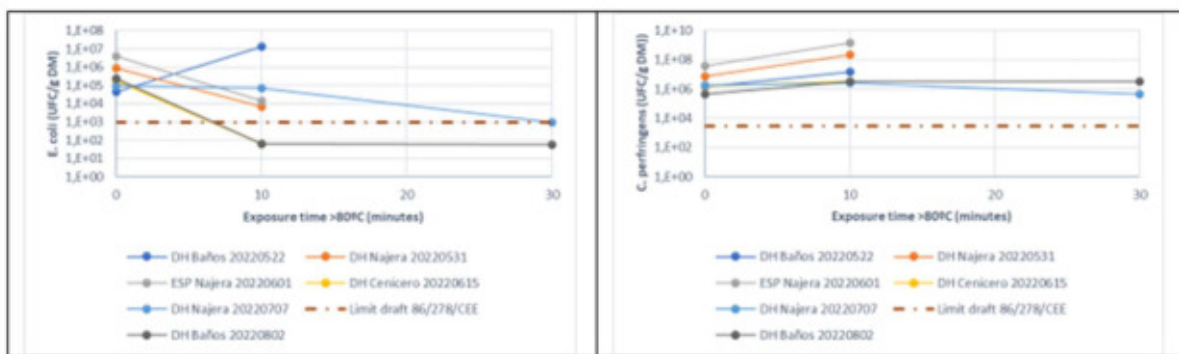 1,E+08
1,E+07
1,E+06
1,E+05
1,E+04
1,E+03
1,E+02
1,E+01
1,E+00
E. coli (UFC/g DM)
0 10 20 30
Exposure time >80ºC (minutes)
DH Baños 20220522 DH Najera 20220531
ESP Najera 20220601 DH Cenicero 20220615
DH Najera 20220707 Limit draft 86/278/CEE
DH Baños 20220802
1,E+10
1,E+08
1,E+06
1,E+04
1,E+02
1,E+00
C. perfringens (UFC/g DM))
0 10 20 30
Exposure time >80ºC (minutes)
DH Baños 20220522 DH Najera 20220531
ESP Najera 20220601 DH Cenicero 20220615
DH Najera 20220707 Limit draft 86/278/CEE
DH Baños 20220802